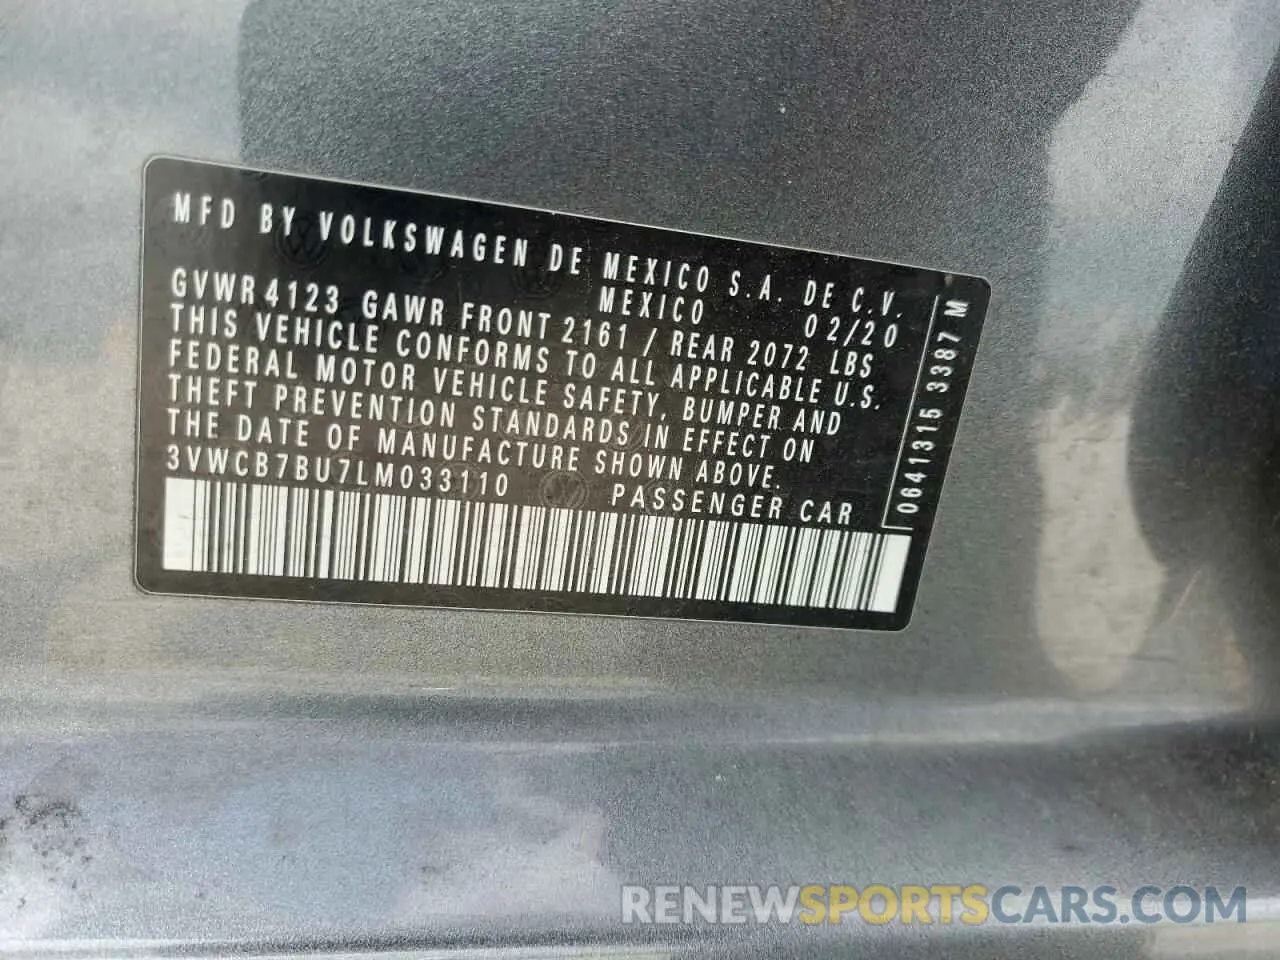 MFD BY VOLKSWAGEN DE MEXICO S.A. DE C.V.
MEXICO 02/20
GVWR 4123 GAWR FRONT 2161 / REAR 2072 LBS
THIS VEHICLE CONFORMS TO ALL APPLICABLE U.S.
FEDERAL MOTOR VEHICLE SAFETY, BUMPER AND
THEFT PREVENTION STANDARDS IN EFFECT ON
THE DATE OF MANUFACTURE SHOWN ABOVE.
3VWCB7BU7LM033110 PASSENGER CAR
0641315 3387 M
RENEWSPORTSCARS.COM